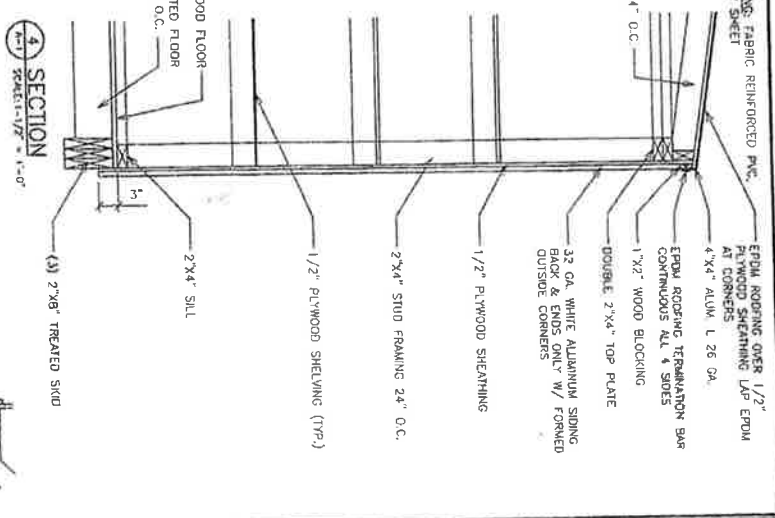 NG: FABRIC REINFORCED PVC.
SHEET
4" O.C.
OOD FLOOR
TED FLOOR
O.C.
EPDM ROOFING OVER 1/2"
PLYWOOD SHEATHING LAP EPDM
AT CORNERS
4"X4" ALUM. L 26 GA.
EPDM ROOFING TERMINATION BAR
CONTINUOUS ALL 4 SIDES
1"X2" WOOD BLOCKING
DOUBLE 2"X4" TOP PLATE
32 GA. WHITE ALUMINUM SIDING
BACK & ENDS ONLY W/ FORMED
OUTSIDE CORNERS
1/2" PLYWOOD SHEATHING
2"X4" STUD FRAMING 24" O.C.
1/2" PLYWOOD SHELVING (TYP.)
2"X4" SILL
3"
(3) 2"X8" TREATED SKID
4
A-1
SECTION
SCALE: 1-1/2" = 1'-0"